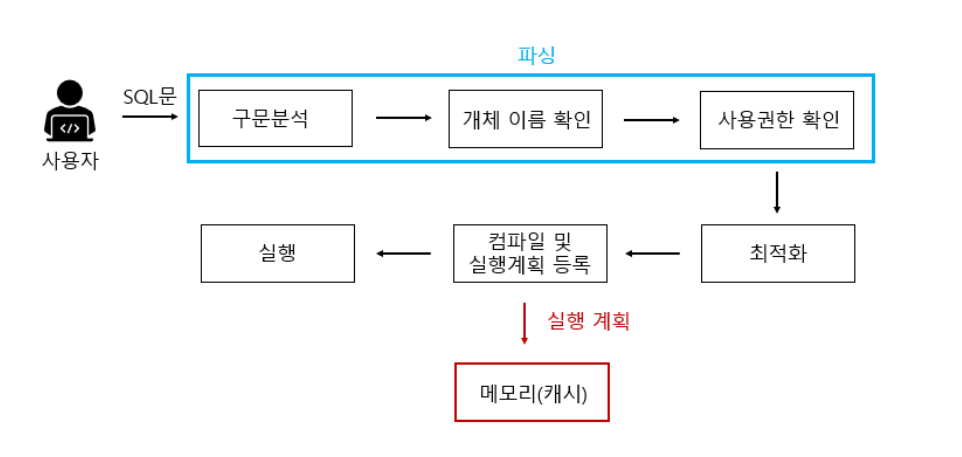 파싱
SQL문
사용자
구문분석
개체 이름 확인
사용권한 확인
최적화
컴파일 및
실행계획 등록
실행
실행 계획
메모리(캐시)